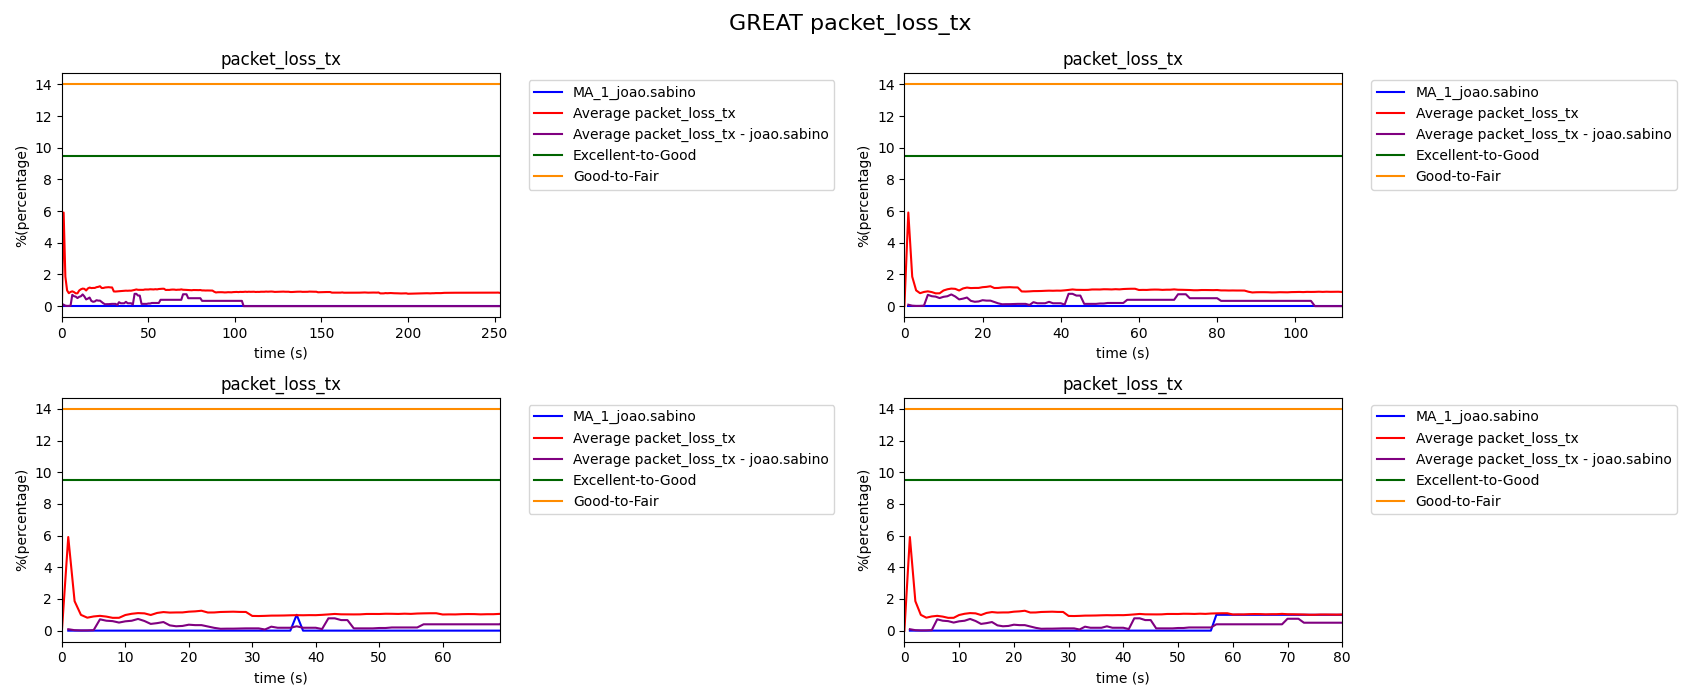 GREAT packet_loss_tx
packet_loss_tx
14
12
10
8
6
4
2
0
%(percentage)
0 50 100 150 200 250
time (s)
MA_1_joao.sabino
Average packet_loss_tx
Average packet_loss_tx - joao.sabino
Excellent-to-Good
Good-to-Fair
packet_loss_tx
14
12
10
8
6
4
2
0
%(percentage)
0 20 40 60 80 100
time (s)
MA_1_joao.sabino
Average packet_loss_tx
Average packet_loss_tx - joao.sabino
Excellent-to-Good
Good-to-Fair
packet_loss_tx
14
12
10
8
6
4
2
0
%(percentage)
0 10 20 30 40 50 60
time (s)
MA_1_joao.sabino
Average packet_loss_tx
Average packet_loss_tx - joao.sabino
Excellent-to-Good
Good-to-Fair
packet_loss_tx
14
12
10
8
6
4
2
0
%(percentage)
0 10 20 30 40 50 60 70 80
time (s)
MA_1_joao.sabino
Average packet_loss_tx
Average packet_loss_tx - joao.sabino
Excellent-to-Good
Good-to-Fair